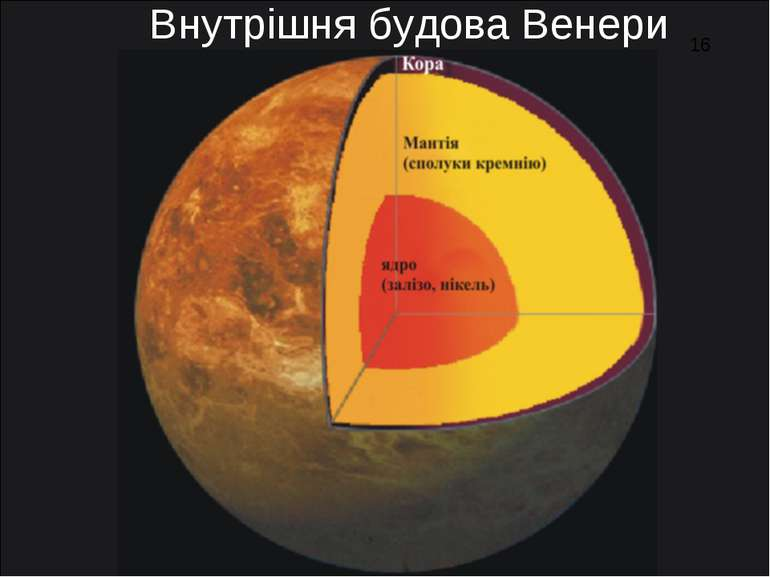 Внутрішня будова Венери
16
Кора
Мантія
(сполуки кремнію)
ядро
(залізо, нікель)